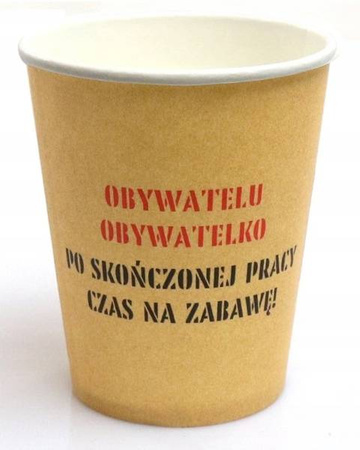 OBYWATELU
OBYWATELKO
PO SKOŃCZONEJ PRACY
CZAS NA ZABAWĘ!